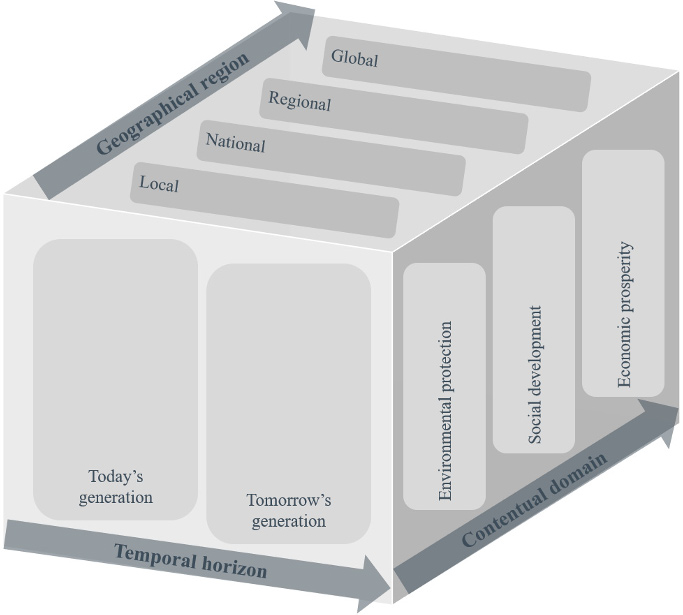 Geographical region
Global
Regional
National
Local
Today's
generation
Tomorrow's
generation
Temporal horizon
Environmental protection
Social development
Economic prosperity
Contentual domain